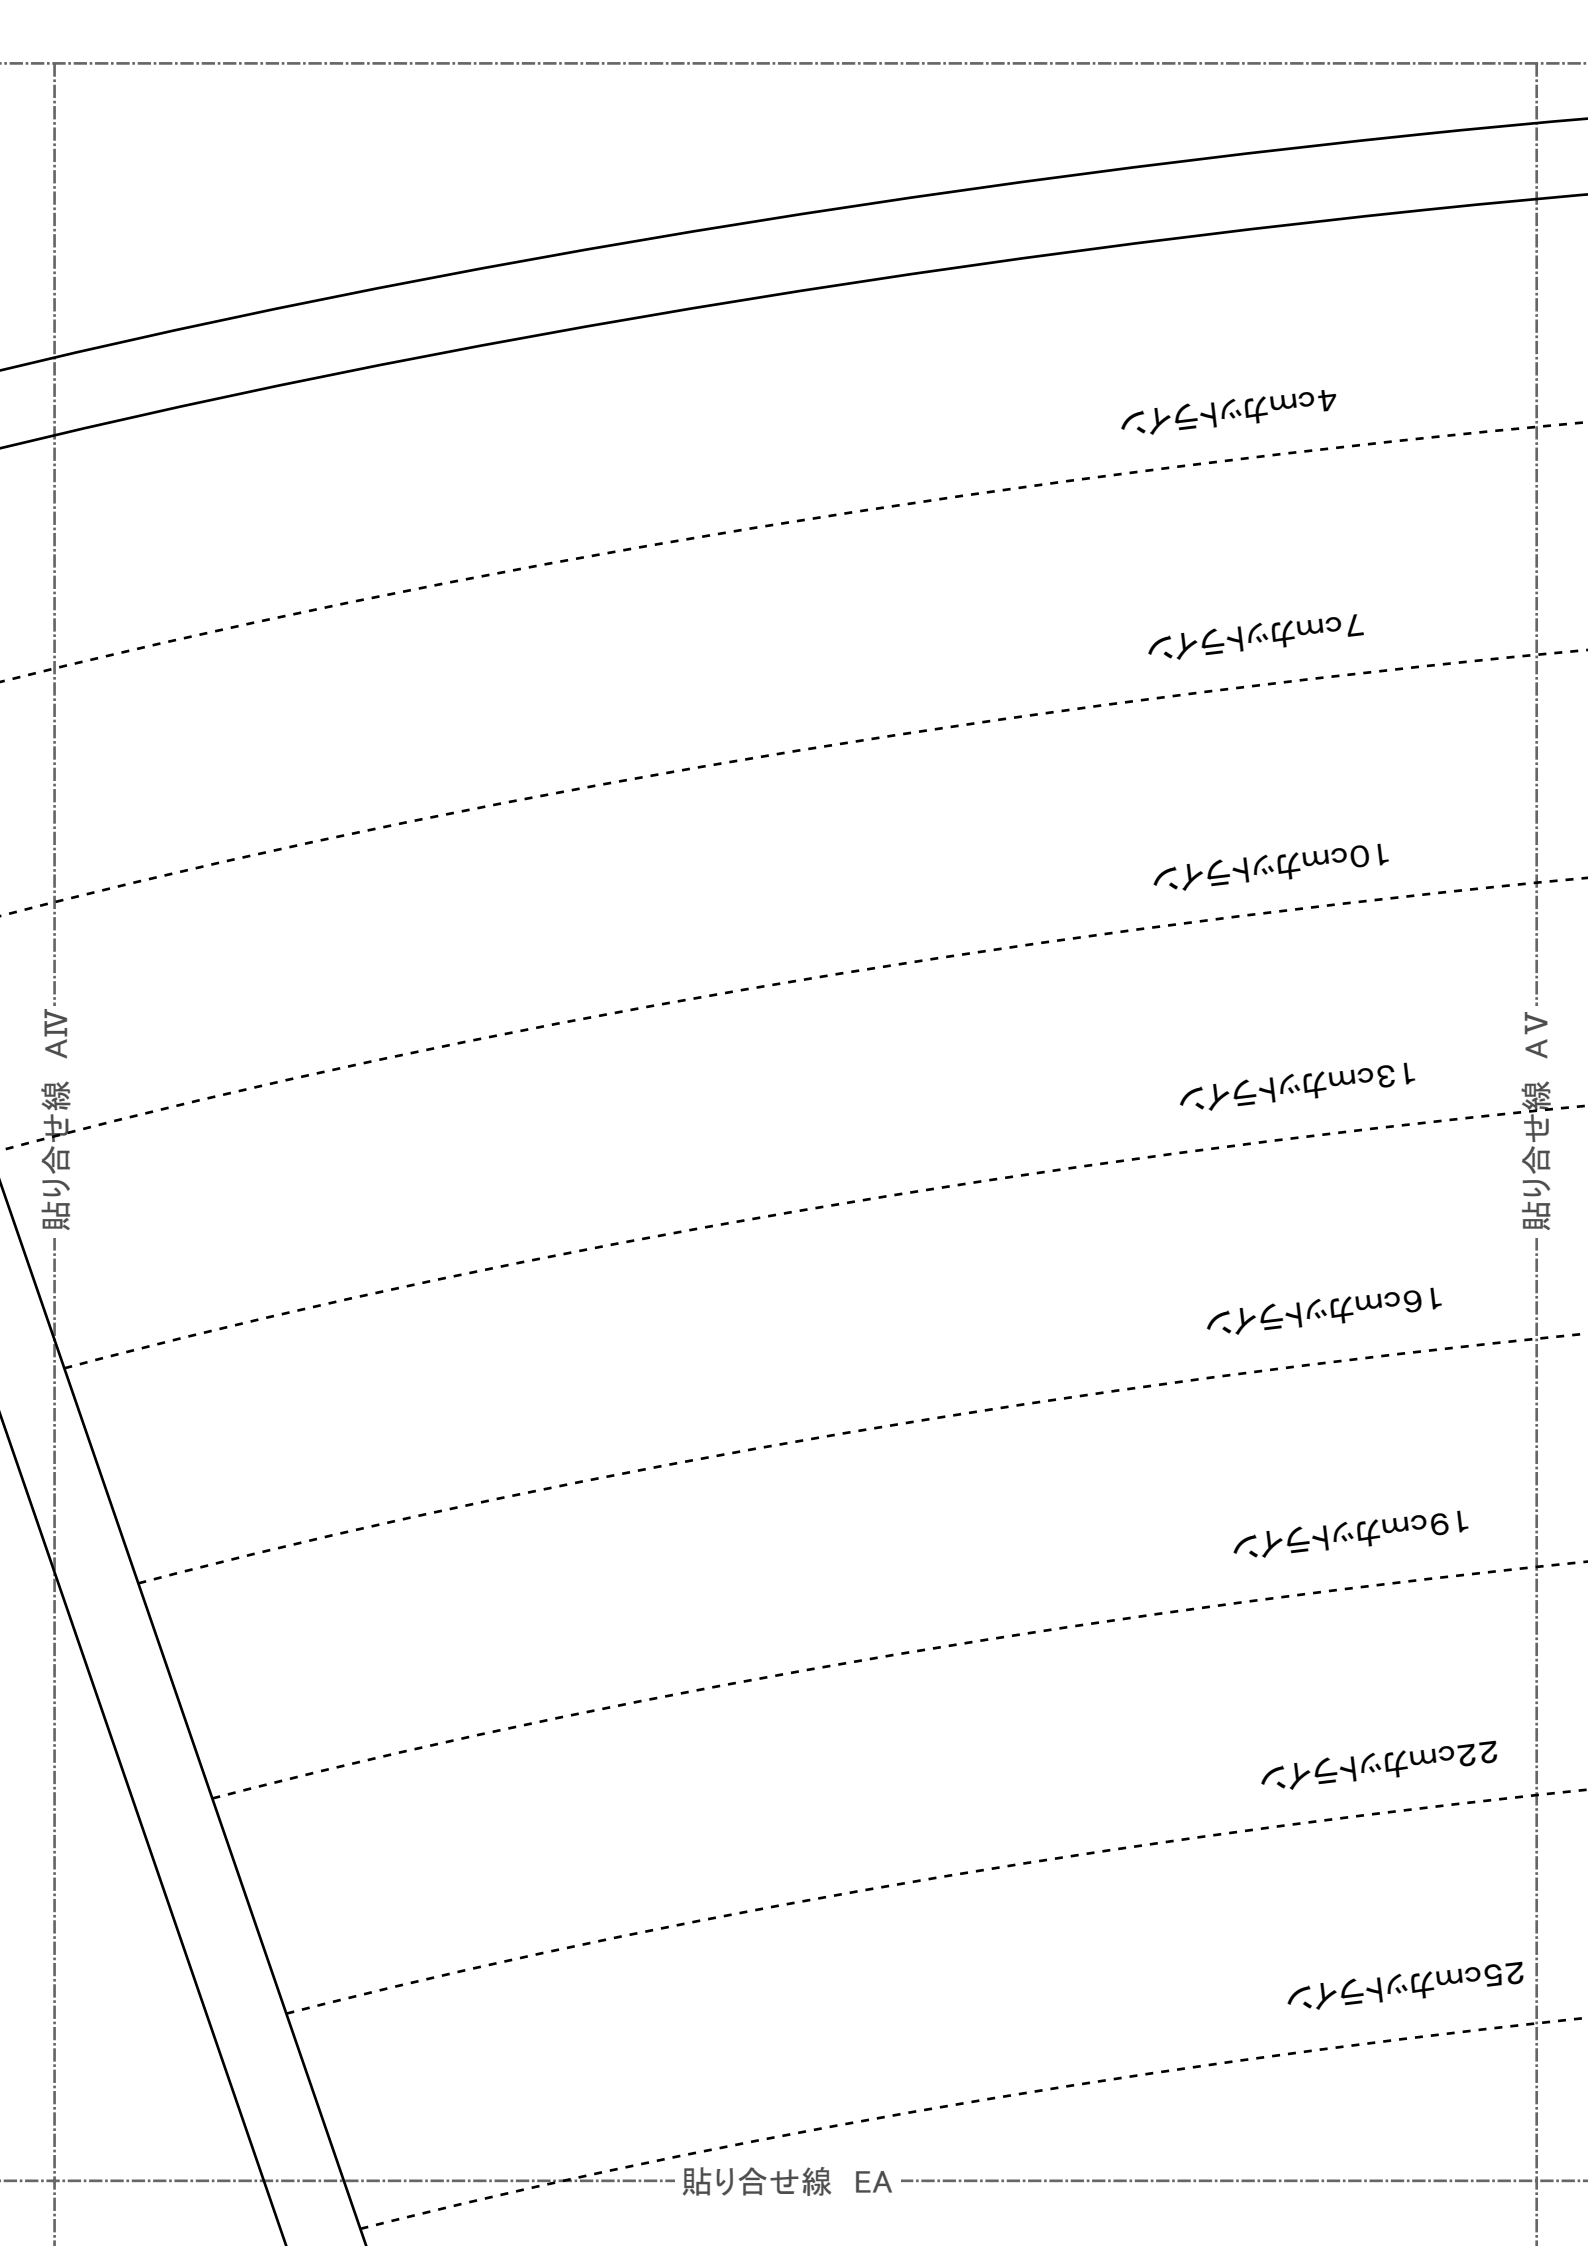 4cmカットライン
7cmカットライン
10cmカットライン
貼り合せ線 AⅣ
貼り合せ線 AⅤ
13cmカットライン
16cmカットライン
19cmカットライン
22cmカットライン
25cmカットライン
貼り合せ線 EA